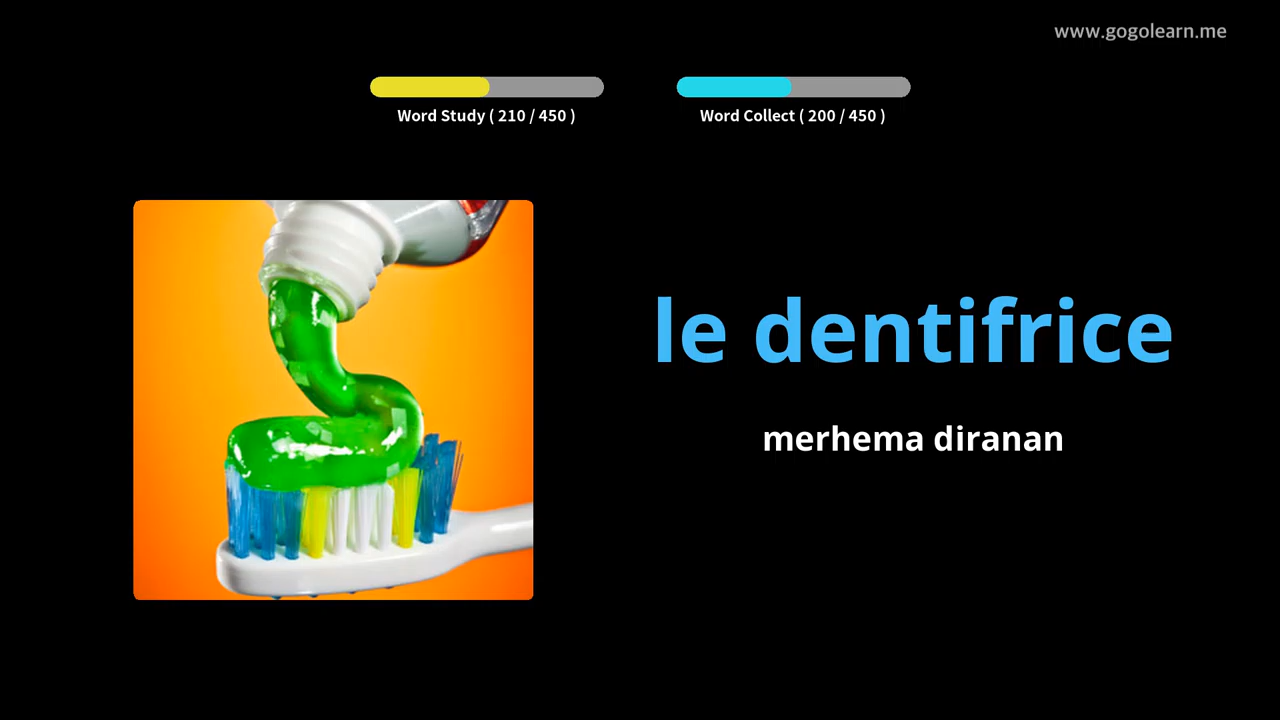 www.gogolearn.me
Word Study ( 210 / 450 )
Word Collect ( 200 / 450 )
le dentifrice
merhema diranan